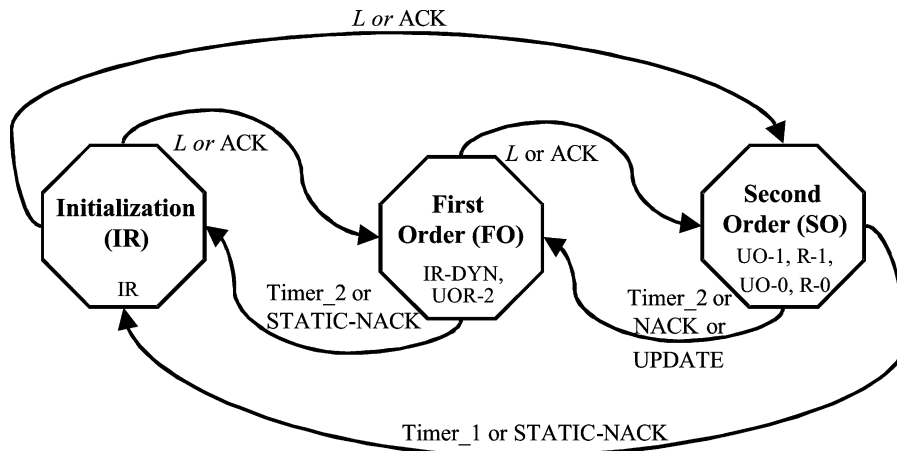 L or ACK
L or ACK
L or ACK
Initialization
(IR)
IR
First
Order (FO)
IR-DYN,
UOR-2
Second
Order (SO)
UO-1, R-1,
UO-0, R-0
Timer_2 or
STATIC-NACK
Timer_2 or
NACK or
UPDATE
Timer_1 or STATIC-NACK